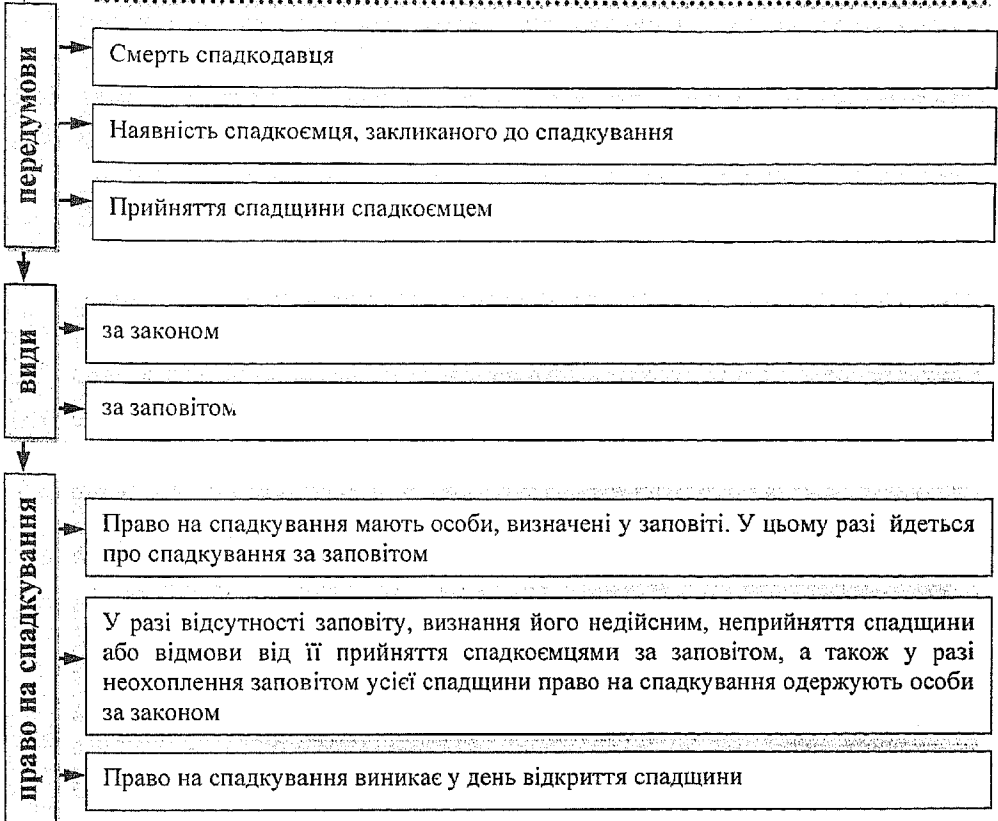 передумови
Смерть спадкодавця
Наявність спадкоємця, закликаного до спадкування
Прийняття спадщини спадкоємцем
види
за законом
за заповітом
право на спадкування
Право на спадкування мають особи, визначені у заповіті. У цьому разі йдеться
про спадкування за заповітом
У разі відсутності заповіту, визнання його недійсним, неприйняття спадщини
або відмови від її прийняття спадкоємцями за заповітом, а також у разі
неохоплення заповітом усієї спадщини право на спадкування одержують особи
за законом
Право на спадкування виникає у день відкриття спадщини